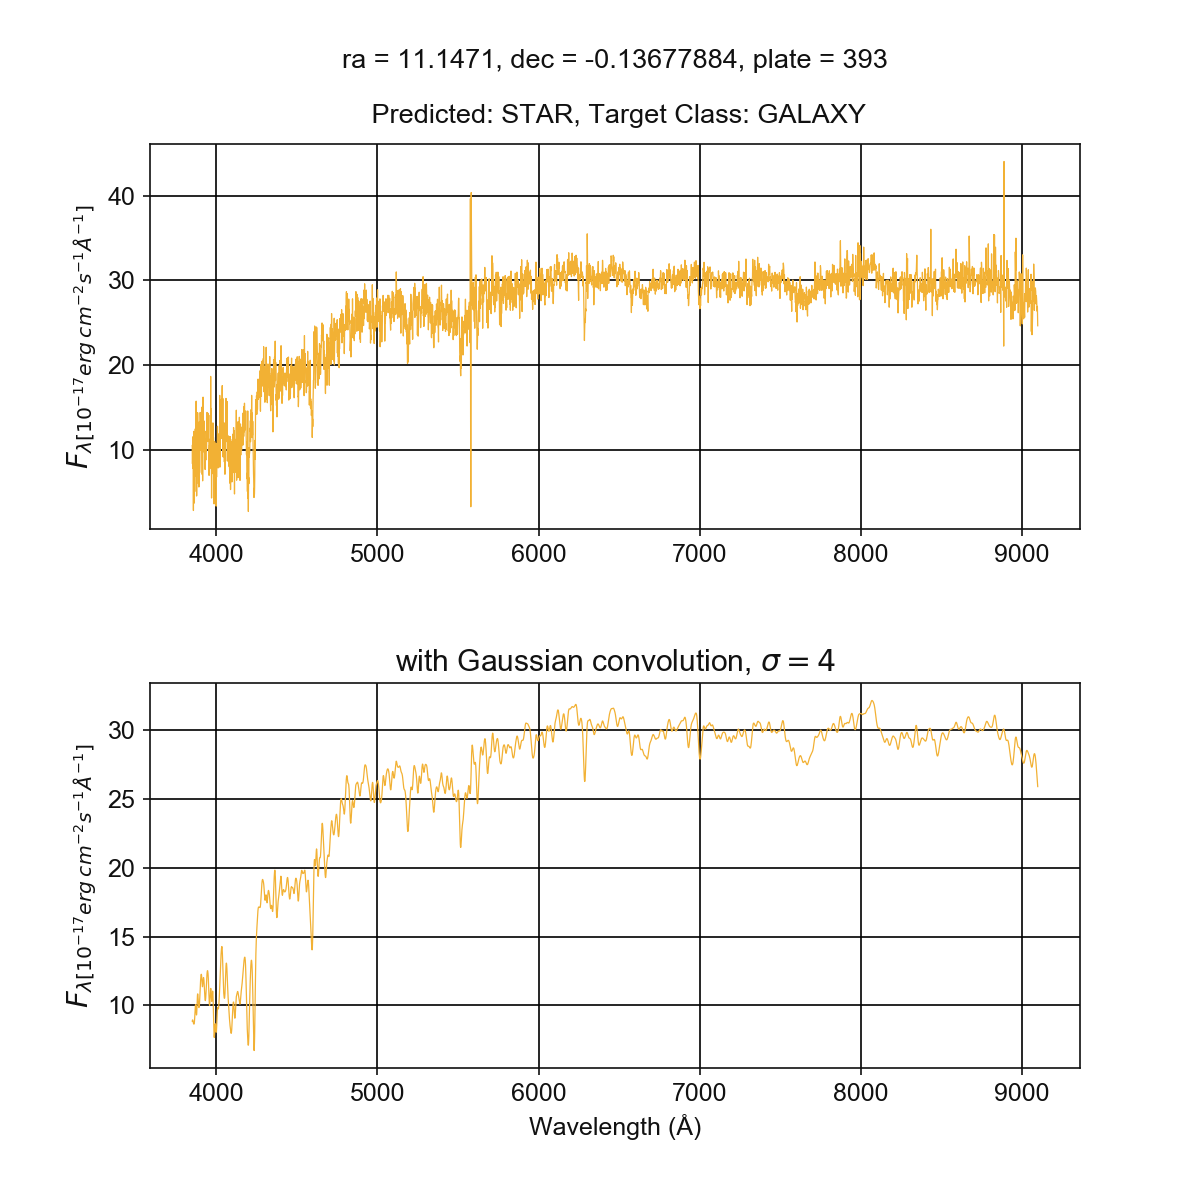 ra = 11.1471, dec = -0.13677884, plate = 393
Predicted: STAR, Target Class: GALAXY
F_{λ[10^{−17} erg cm^{−2}s^{−1}Å^{−1}]}
40
30
20
10
4000 5000 6000 7000 8000 9000
with Gaussian convolution, σ = 4
F_{λ[10^{−17} erg cm^{−2}s^{−1}Å^{−1}]}
30
25
20
15
10
4000 5000 6000 7000 8000 9000
Wavelength (Å)